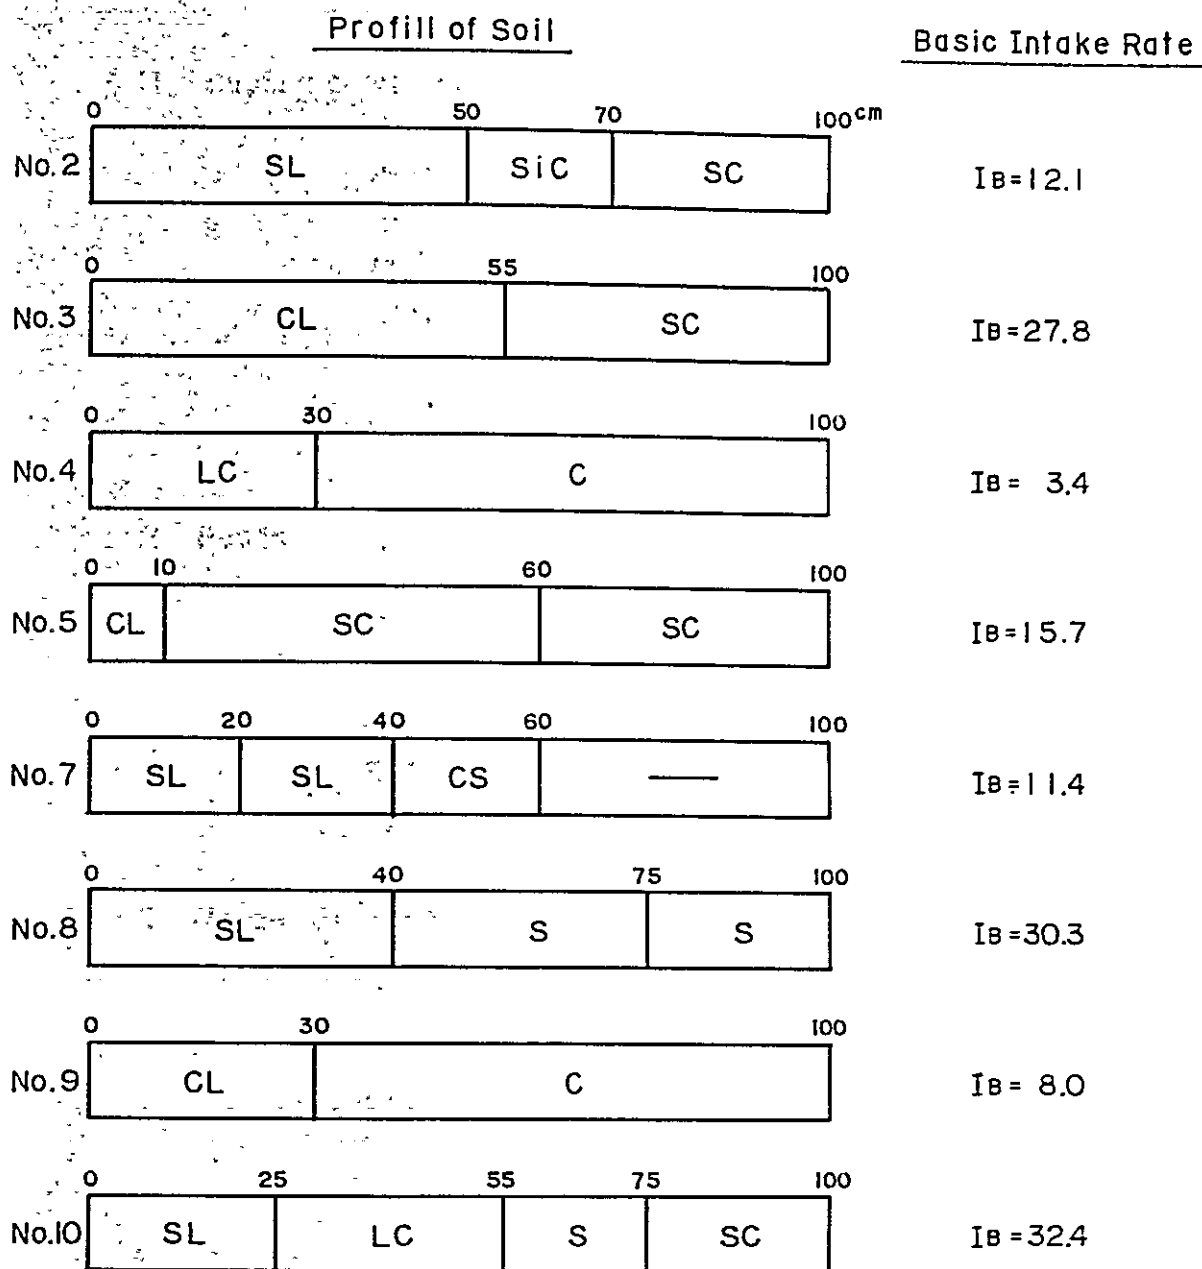 Profill of Soil
Basic Intake Rate
0 50 70 100cm
No.2 SL SiC SC IB=12.1
0 55 100
No.3 CL SC IB=27.8
0 30 100
No.4 LC C IB= 3.4
0 10 60 100
No.5 CL SC SC IB=15.7
0 20 40 60 100
No.7 SL SL CS — IB=11.4
0 40 75 100
No.8 SL S S IB=30.3
0 30 100
No.9 CL C IB= 8.0
0 25 55 75 100
No.10 SL LC S SC IB=32.4